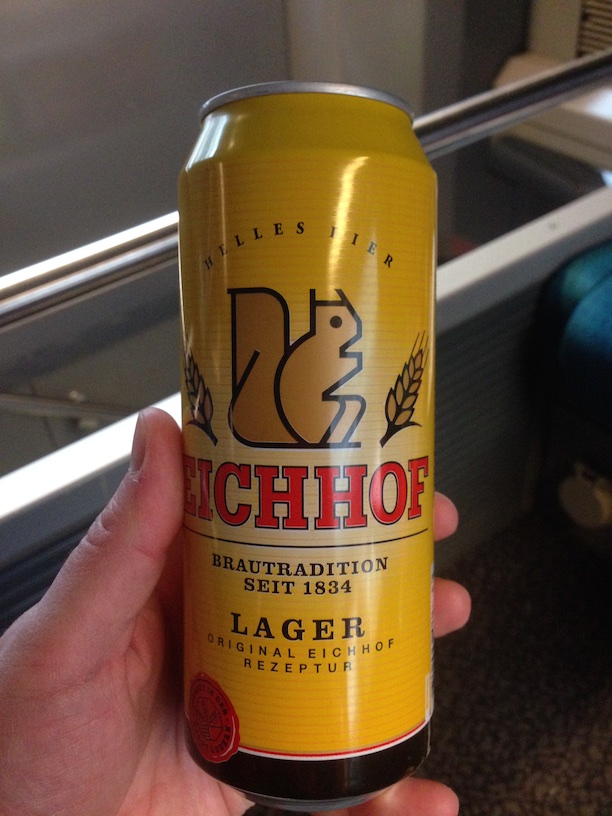 HELLES BIER
EICHHOF
BRAUTRADITION
SEIT 1834
LAGER
ORIGINAL EICHHOF
REZEPTUR